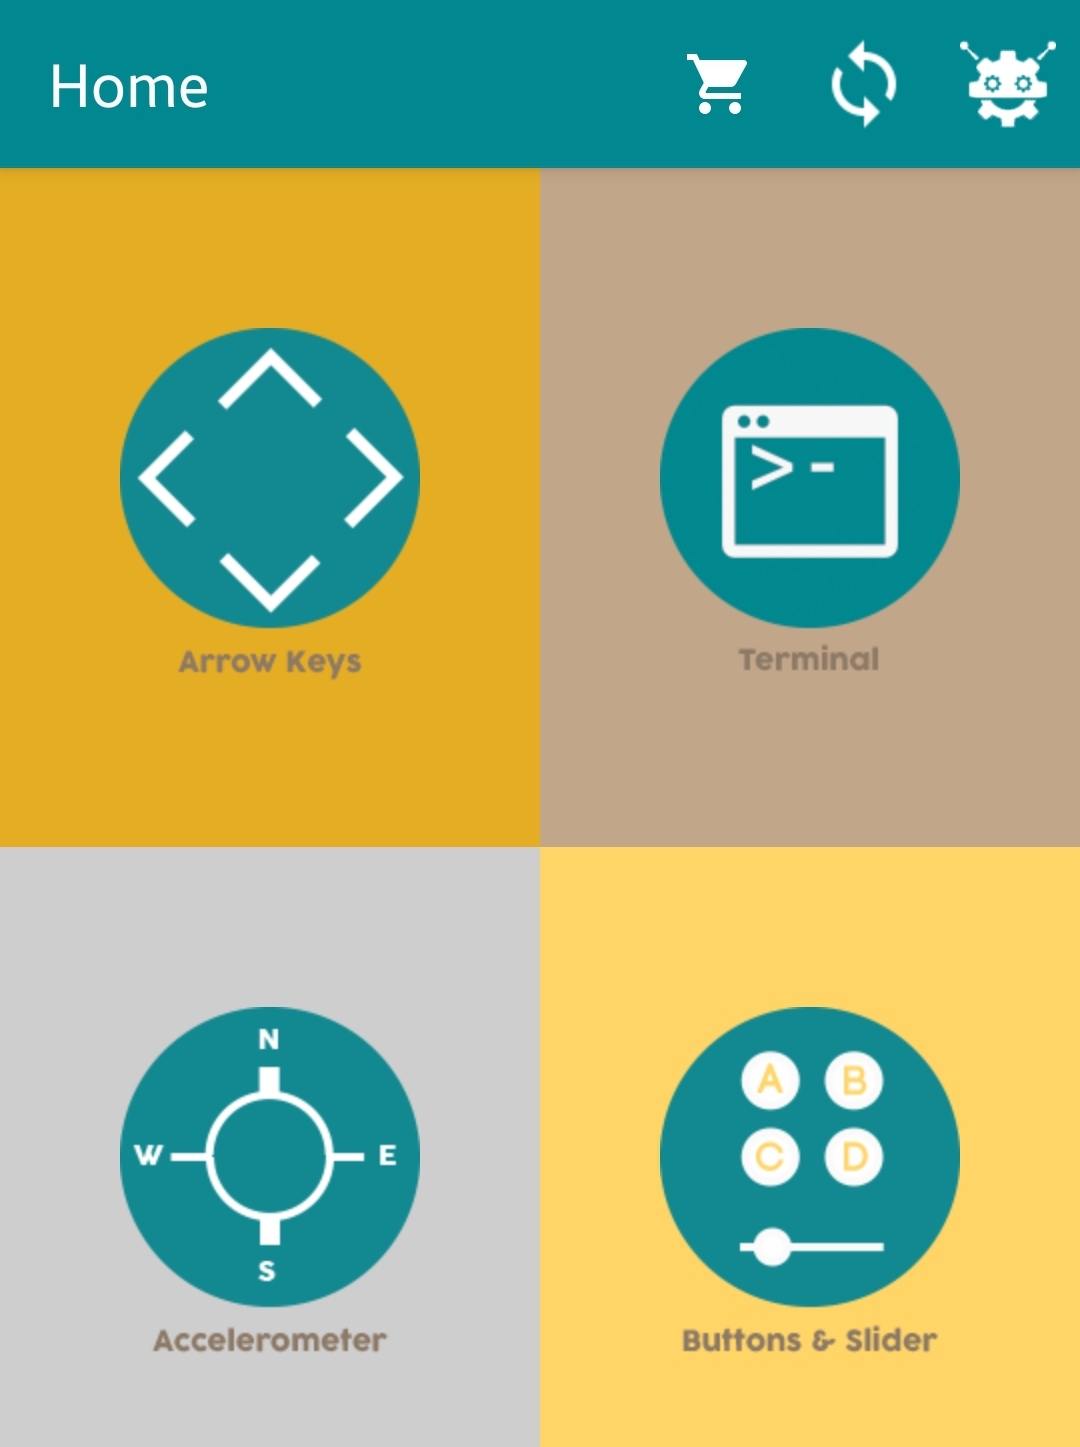 Home
>-
Arrow Keys
Terminal
N
W E
S
A B
C D
Accelerometer
Buttons & Slider